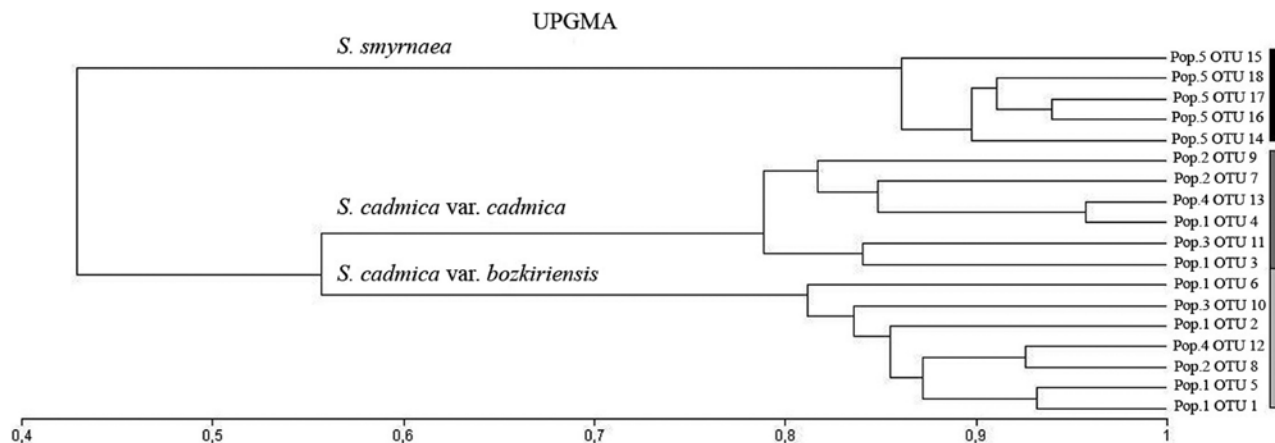 UPGMA
S. smyrnaea
Pop.5 OTU 15
Pop.5 OTU 18
Pop.5 OTU 17
Pop.5 OTU 16
Pop.5 OTU 14
Pop.2 OTU 9
Pop.2 OTU 7
S. cadmica var. cadmica
Pop.4 OTU 13
Pop.1 OTU 4
Pop.3 OTU 11
Pop.1 OTU 3
S. cadmica var. bozkiriensis
Pop.1 OTU 6
Pop.3 OTU 10
Pop.1 OTU 2
Pop.4 OTU 12
Pop.2 OTU 8
Pop.1 OTU 5
Pop.1 OTU 1
0,4 0,5 0,6 0,7 0,8 0,9 1